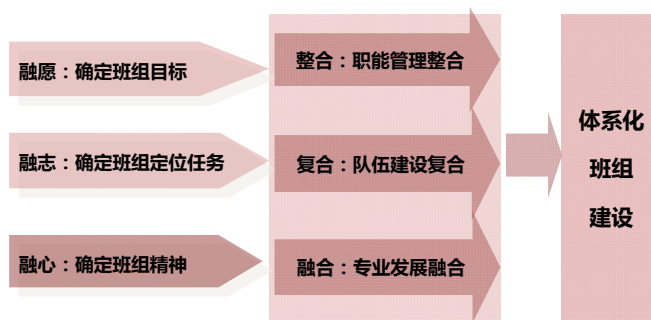 融愿：确定班组目标
融志：确定班组定位任务
融心：确定班组精神
整合：职能管理整合
复合：队伍建设复合
融合：专业发展融合
体系化
班组
建设